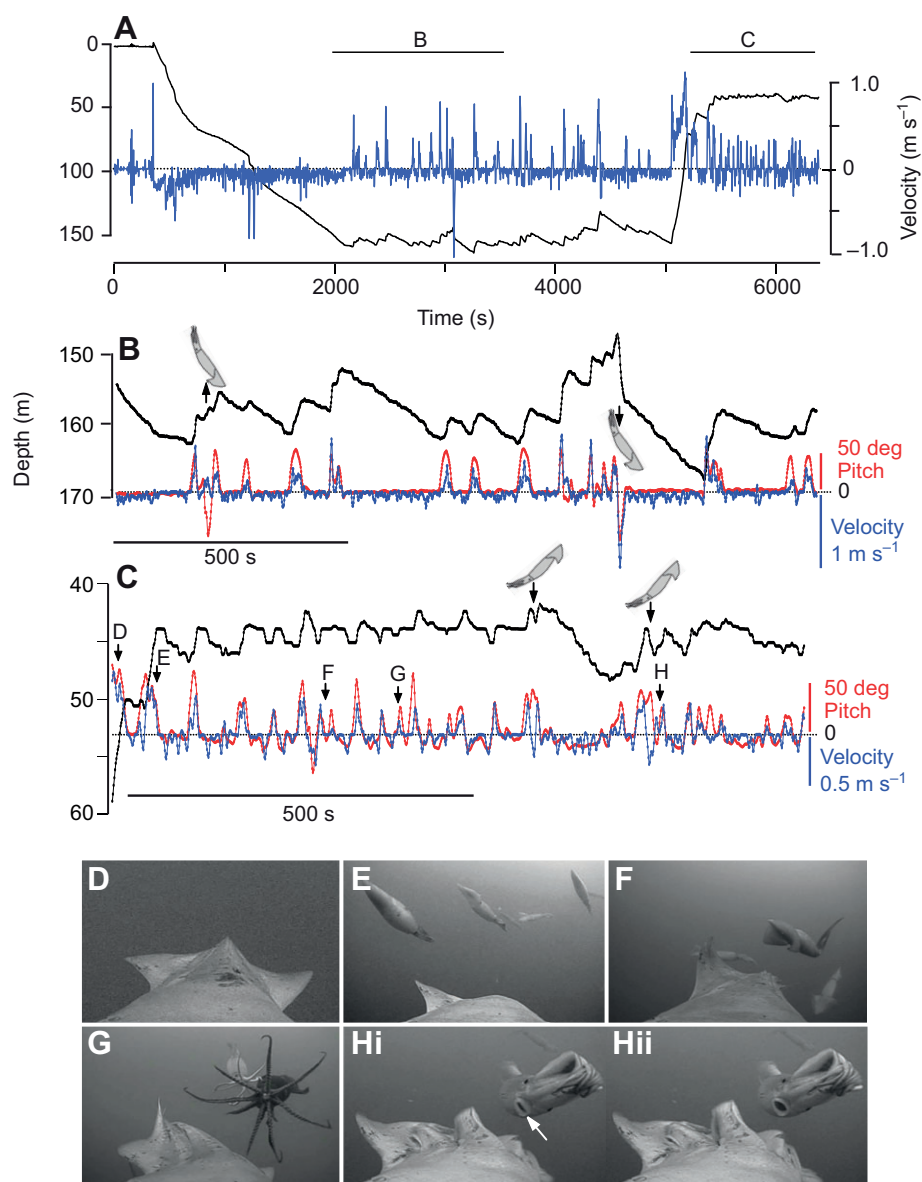 A
B
C
0
50
100
150
1.0
0
−1.0
Velocity (m s⁻¹)
0
2000
4000
6000
Time (s)
Depth (m)
B
150
160
170
50 deg
Pitch
0
Velocity
1 m s⁻¹
500 s
C
40
50
60
D
E
F
G
H
50 deg
Pitch
0
Velocity
0.5 m s⁻¹
500 s
D
E
F
G
Hi
Hii